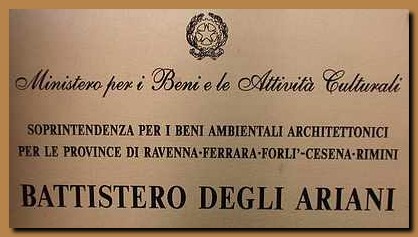 Ministero per i Beni e le Attività Culturali
SOPRINTENDENZA PER I BENI AMBIENTALI ARCHITETTONICI
PER LE PROVINCE DI RAVENNA·FERRARA·FORLI'-CESENA·RIMINI
BATTISTERO DEGLI ARIANI